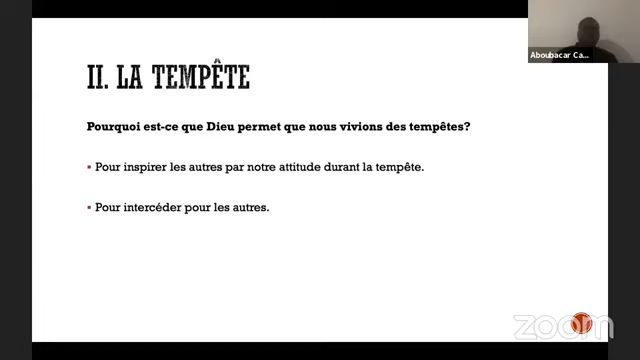 Aboubacar Ca...
II. LA TEMPÊTE
Pourquoi est-ce que Dieu permet que nous vivions des tempêtes?
▪ Pour inspirer les autres par notre attitude durant la tempête.
▪ Pour intercéder pour les autres.
zoom